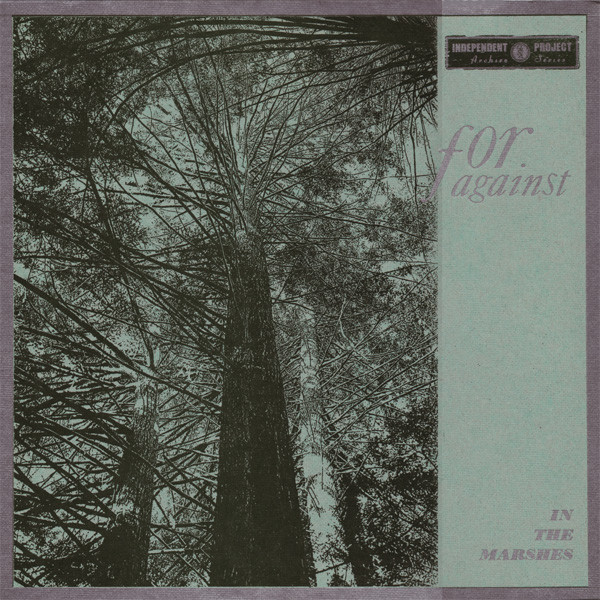 INDEPENDENT PROJECT
Archive Series
for
against
IN
THE
MARSHES